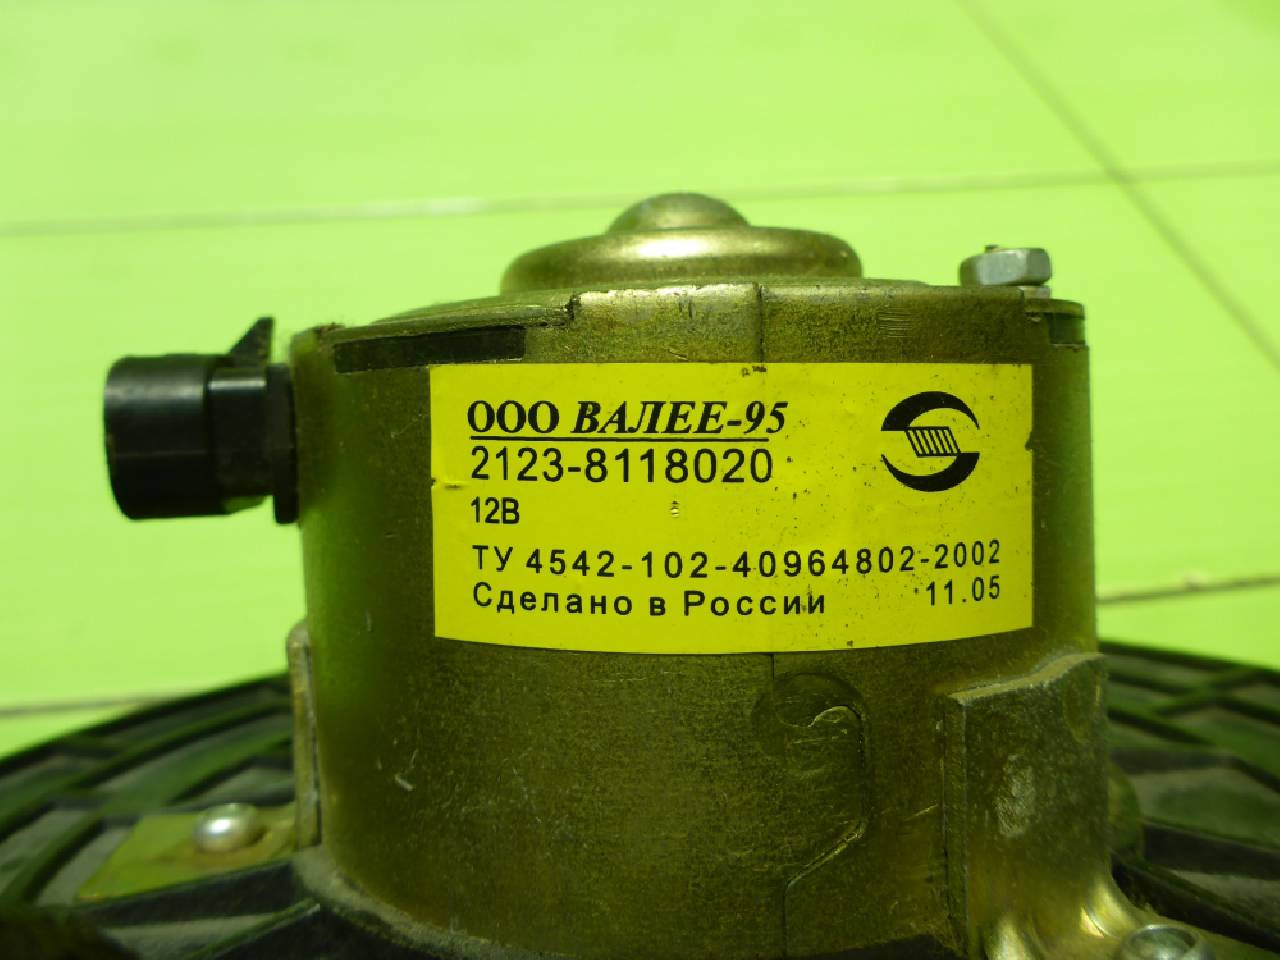 ООО ВАЛЕЕ-95
2123-8118020
12В
ТУ 4542-102-40964802-2002
Сделано в России 11.05